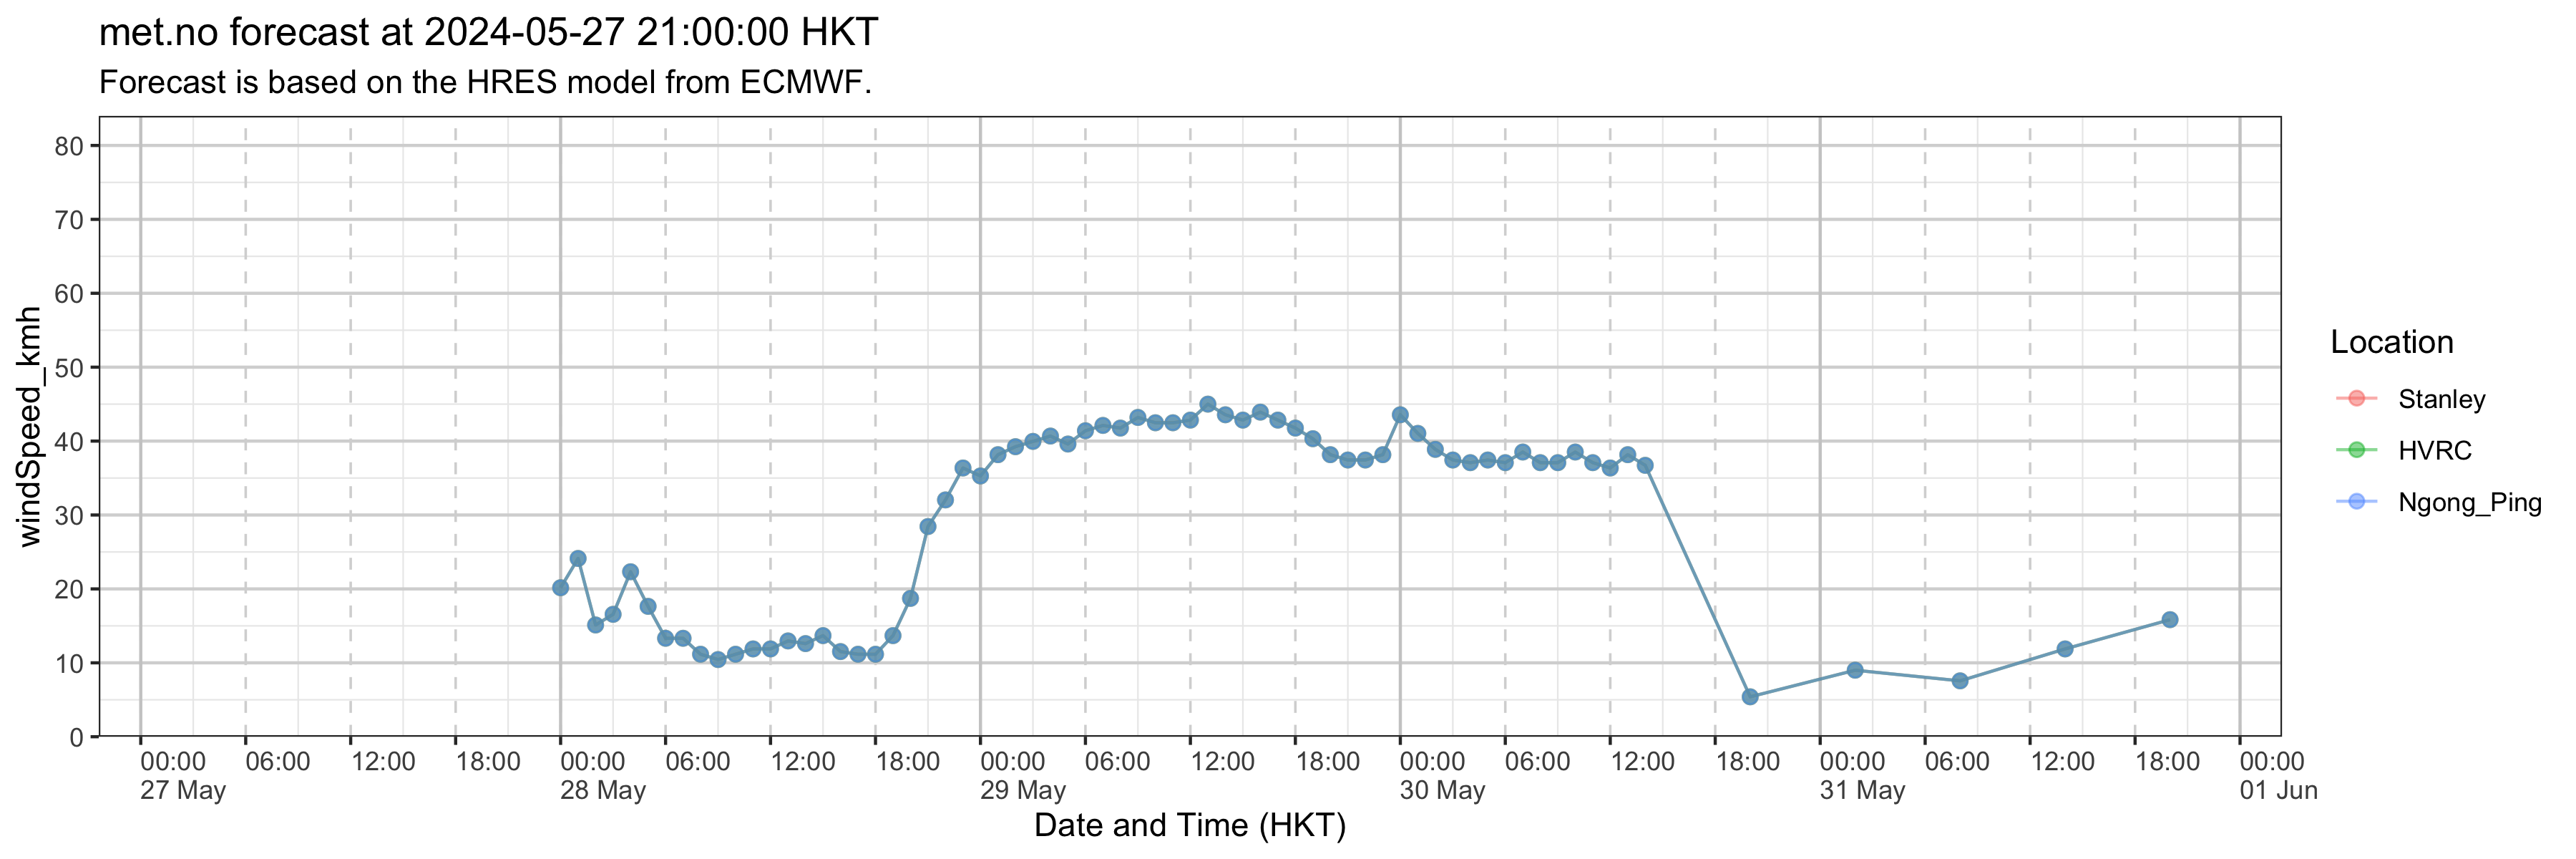 met.no forecast at 2024-05-27 21:00:00 HKT
Forecast is based on the HRES model from ECMWF.
80
70
60
50
40
30
20
10
0
windSpeed_kmh
00:00 06:00 12:00 18:00 00:00 06:00 12:00 18:00 00:00 06:00 12:00 18:00 00:00 06:00 12:00 18:00 00:00 06:00 12:00 18:00 00:00
27 May 28 May 29 May 30 May 31 May 01 Jun
Date and Time (HKT)
Location
Stanley
HVRC
Ngong_Ping